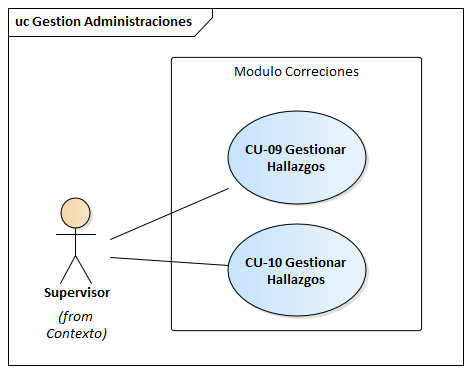 uc Gestion Administraciones
Modulo Correciones
CU-09 Gestionar
Hallazgos
CU-10 Gestionar
Hallazgos
Supervisor
(from
Contexto)